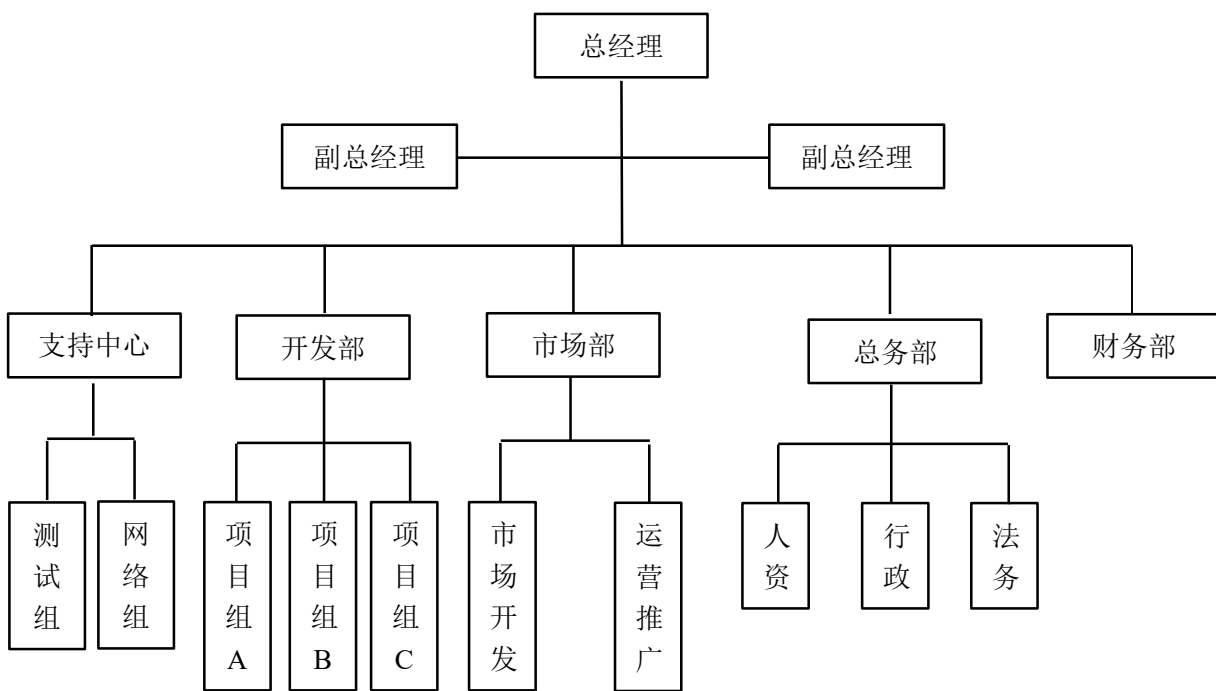 总经理
副总经理
副总经理
支持中心
开发部
市场部
总务部
财务部
测试组
网络组
项目组A
项目组B
项目组C
市场开发
运营推广
人资
行政
法务